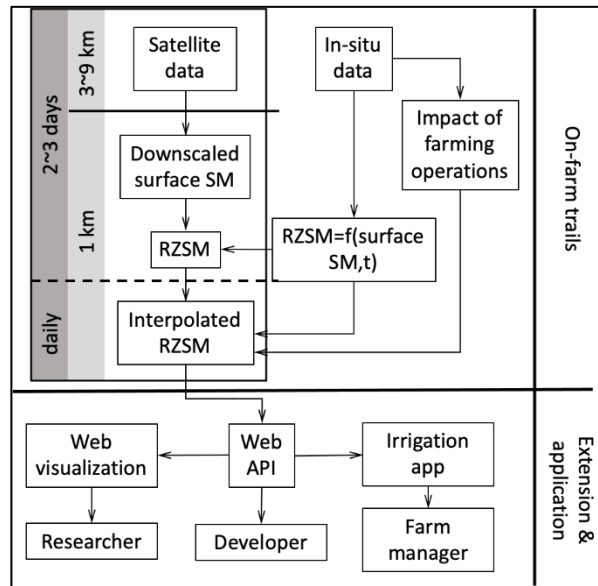 2~3 days
daily
3~9 km
1 km
Satellite
data
In-situ
data
Impact of
farming
operations
Downscaled
surface SM
RZSM
RZSM=f(surface
SM,t)
Interpolated
RZSM
On-farm trails
Web
visualization
Web
API
Irrigation
app
Researcher
Developer
Farm
manager
Extension &
application